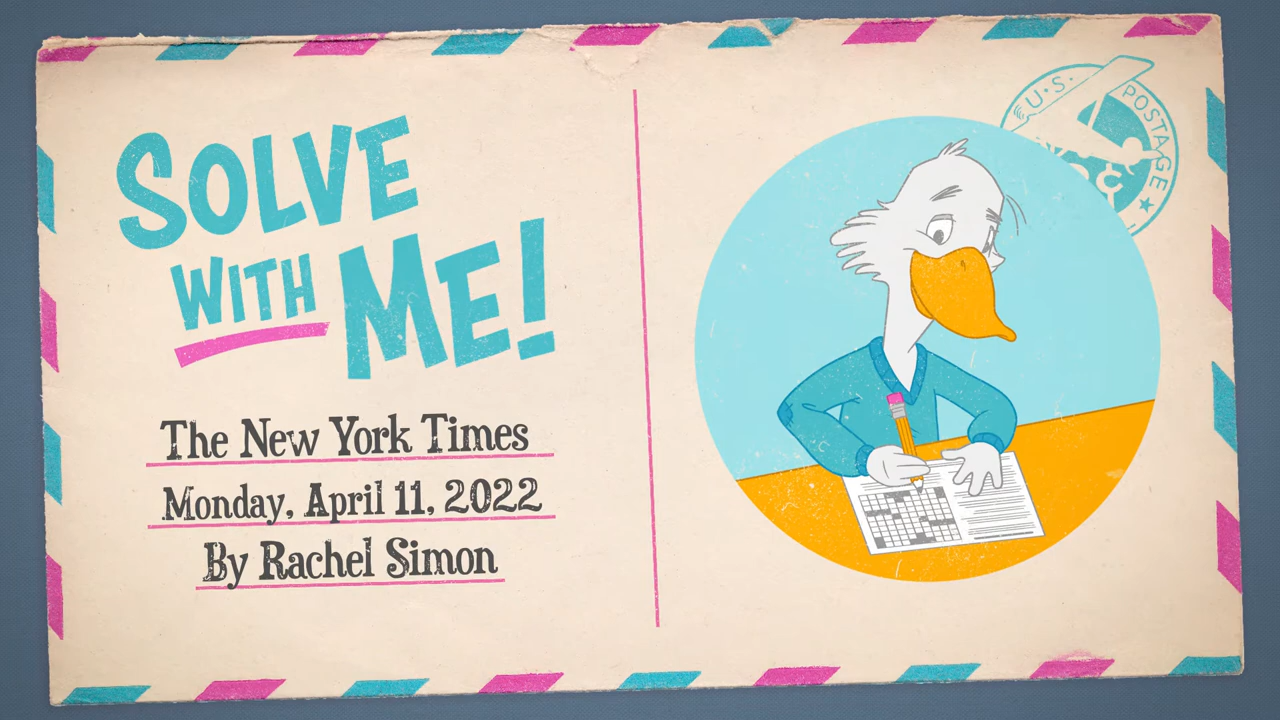 SOLVE
WITH ME!
The New York Times
Monday, April 11, 2022
By Rachel Simon
U.S. POSTAGE